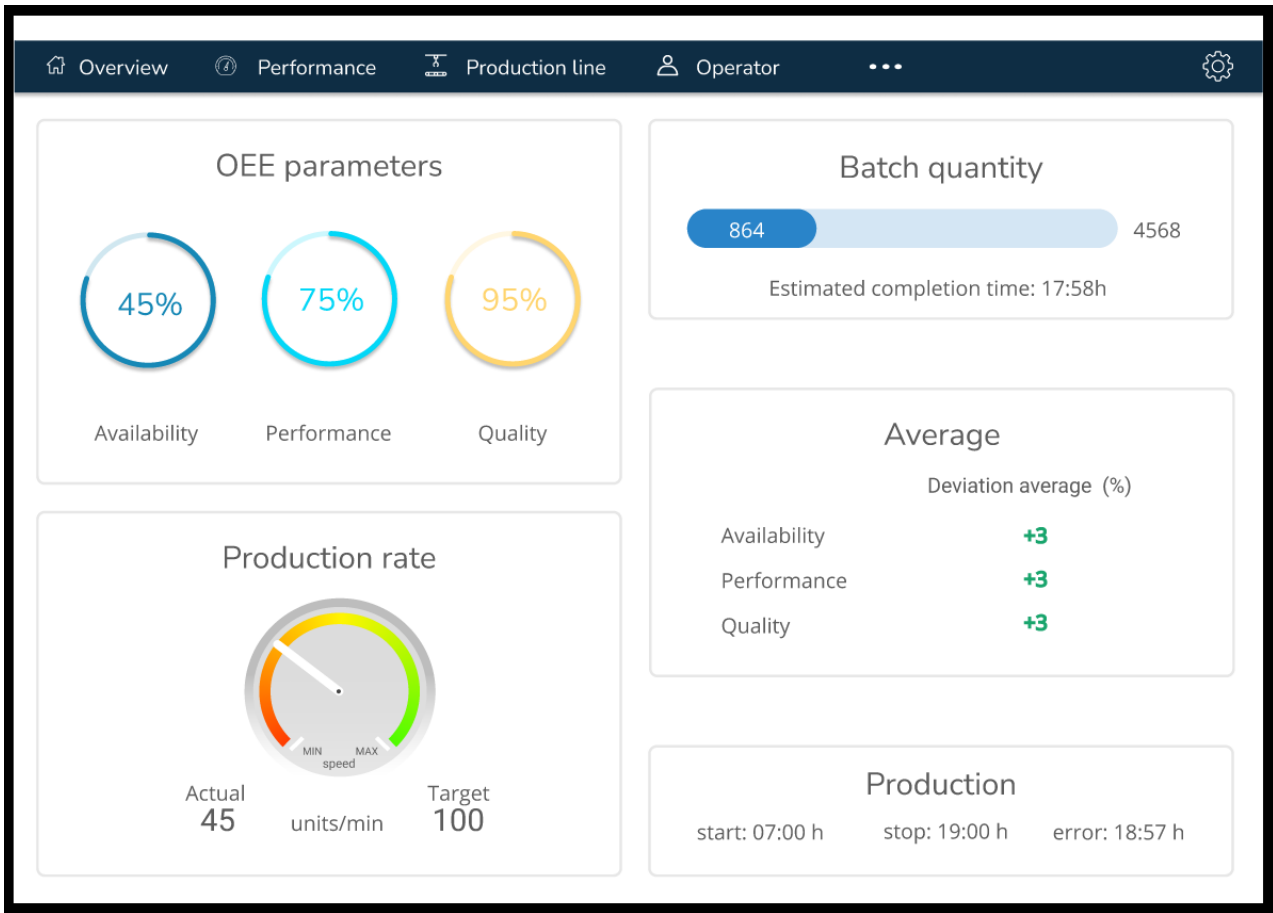 Overview Performance Production line Operator •••
OEE parameters
45% 75% 95%
Availability Performance Quality
Batch quantity
864 4568
Estimated completion time: 17:58h
Average
Deviation average (%)
Availability +3
Performance +3
Quality +3
Production rate
MIN MAX
speed
Actual Target
45 units/min 100
Production
start: 07:00 h stop: 19:00 h error: 18:57 h